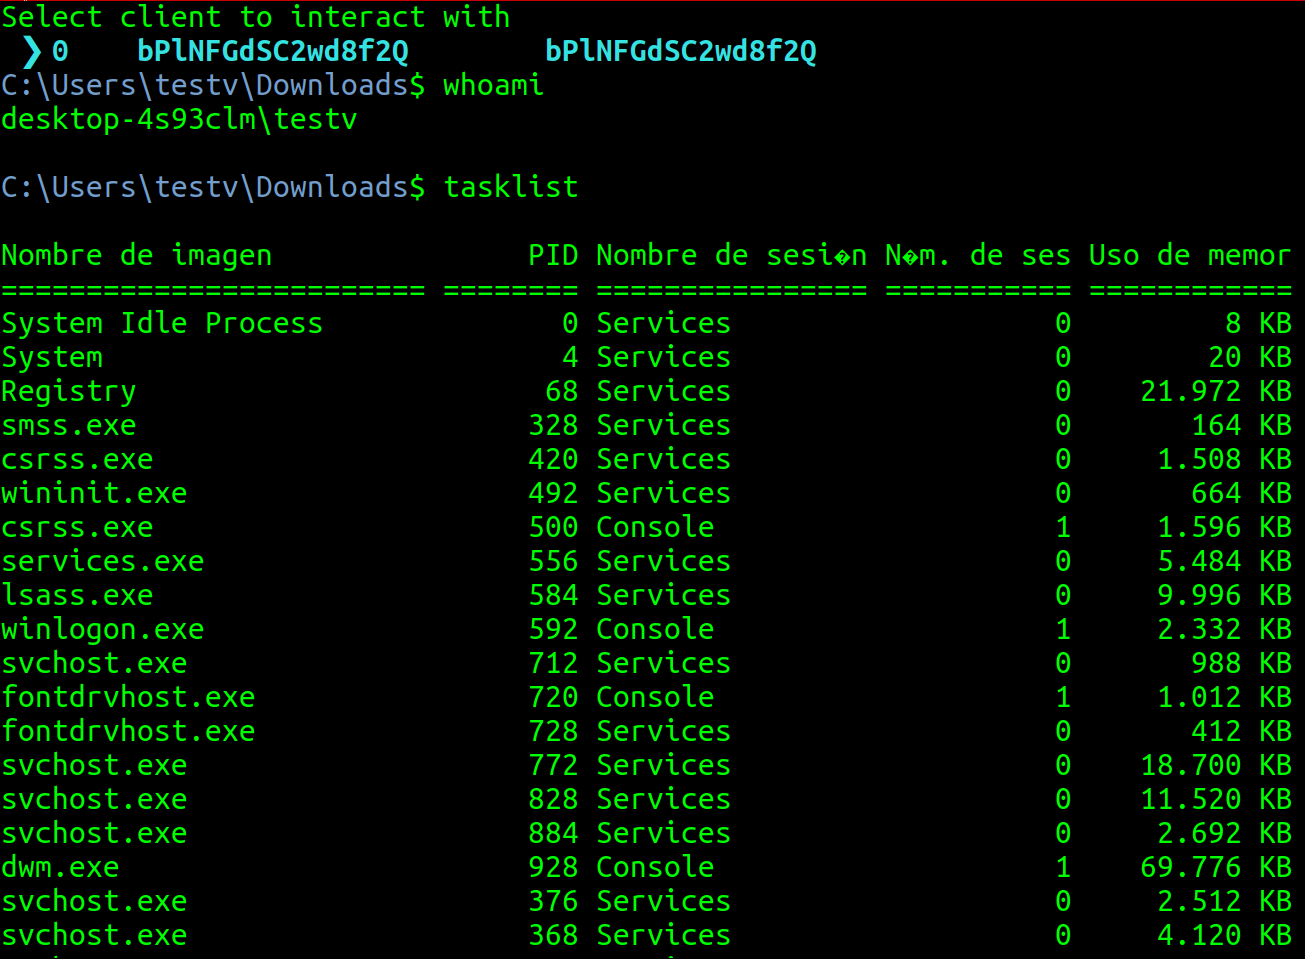 Select client to interact with
❯ 0 bPlNFGdSC2wd8f2Q bPlNFGdSC2wd8f2Q
C:\Users\testv\Downloads$ whoami
desktop-4s93clm\testv
C:\Users\testv\Downloads$ tasklist
Nombre de imagen PID Nombre de sesi�n N�m. de ses Uso de memor
========================= ======== ================ =========== ============
System Idle Process 0 Services 0 8 KB
System 4 Services 0 20 KB
Registry 68 Services 0 21.972 KB
smss.exe 328 Services 0 164 KB
csrss.exe 420 Services 0 1.508 KB
wininit.exe 492 Services 0 664 KB
csrss.exe 500 Console 1 1.596 KB
services.exe 556 Services 0 5.484 KB
lsass.exe 584 Services 0 9.996 KB
winlogon.exe 592 Console 1 2.332 KB
svchost.exe 712 Services 0 988 KB
fontdrvhost.exe 720 Console 1 1.012 KB
fontdrvhost.exe 728 Services 0 412 KB
svchost.exe 772 Services 0 18.700 KB
svchost.exe 828 Services 0 11.520 KB
svchost.exe 884 Services 0 2.692 KB
dwm.exe 928 Console 1 69.776 KB
svchost.exe 376 Services 0 2.512 KB
svchost.exe 368 Services 0 4.120 KB